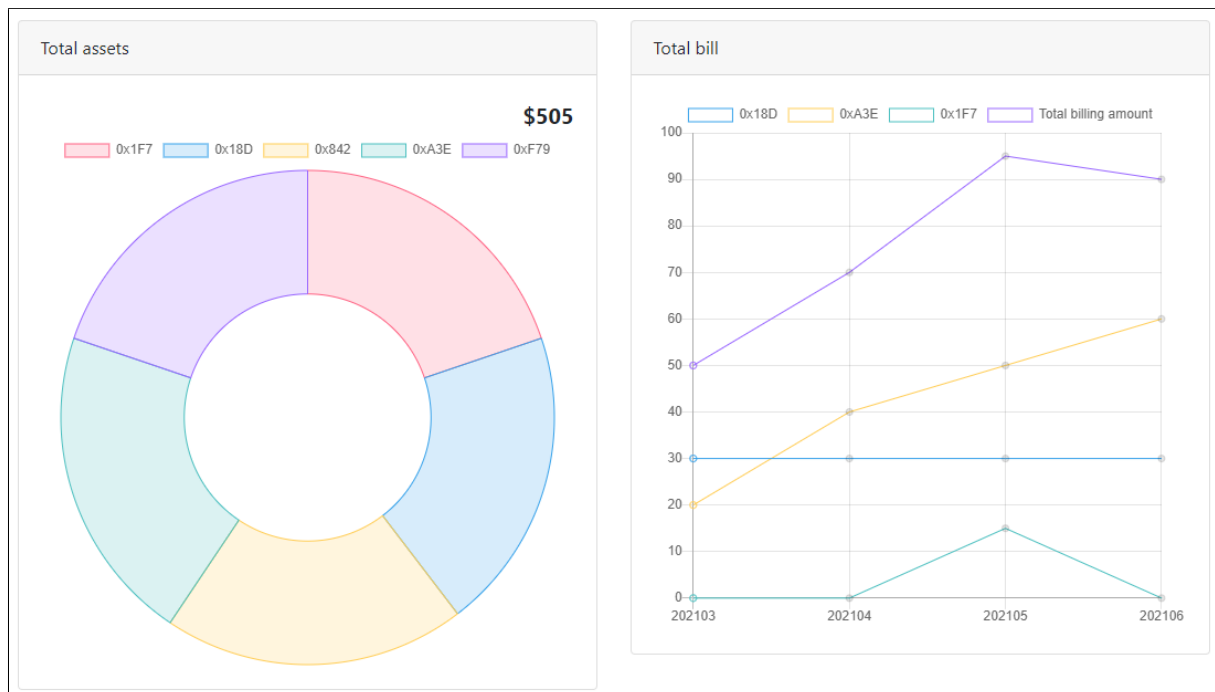 Total assets
$505
0x1F7 0x18D 0x842 0xA3E 0xF79
Total bill
0x18D 0xA3E 0x1F7 Total billing amount
100
90
80
70
60
50
40
30
20
10
0
202103 202104 202105 202106